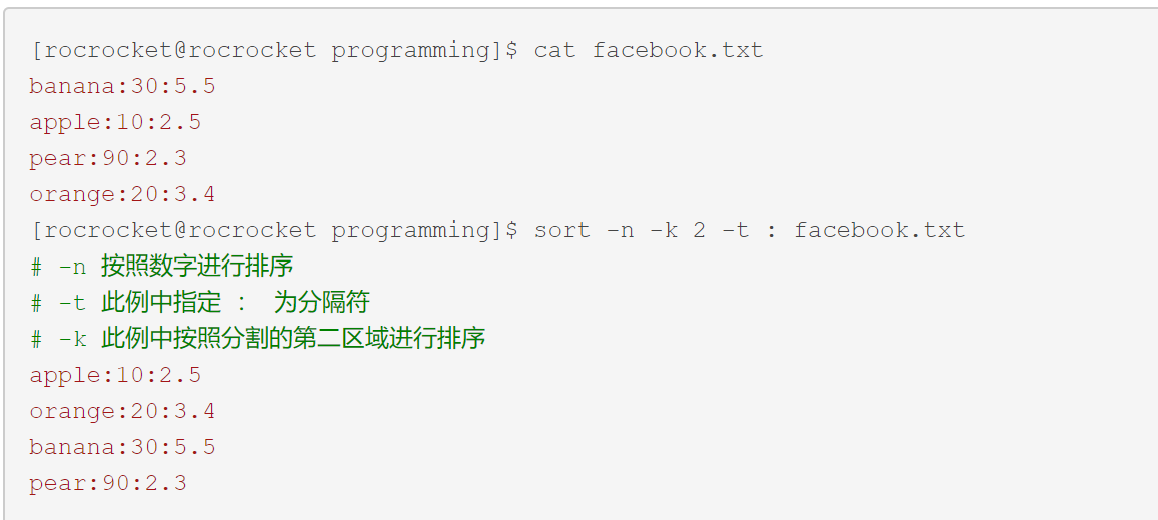 [rocrocket@rocrocket programming]$ cat facebook.txt
banana:30:5.5
apple:10:2.5
pear:90:2.3
orange:20:3.4
[rocrocket@rocrocket programming]$ sort -n -k 2 -t : facebook.txt
# -n 按照数字进行排序
# -t 此例中指定 : 为分隔符
# -k 此例中按照分割的第二区域进行排序
apple:10:2.5
orange:20:3.4
banana:30:5.5
pear:90:2.3